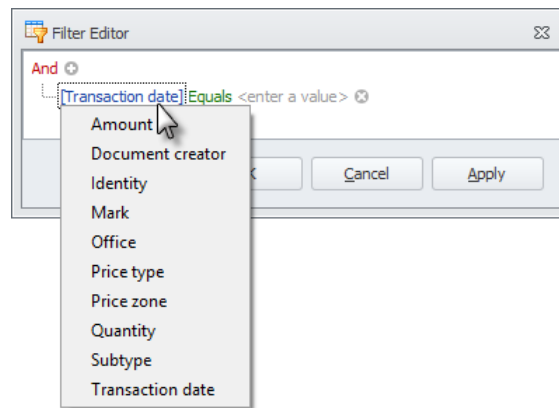 Filter Editor
And
[Transaction date] Equals <enter a value>
Amount
Document creator
Identity
Cancel
Apply
Mark
Office
Price type
Price zone
Quantity
Subtype
Transaction date